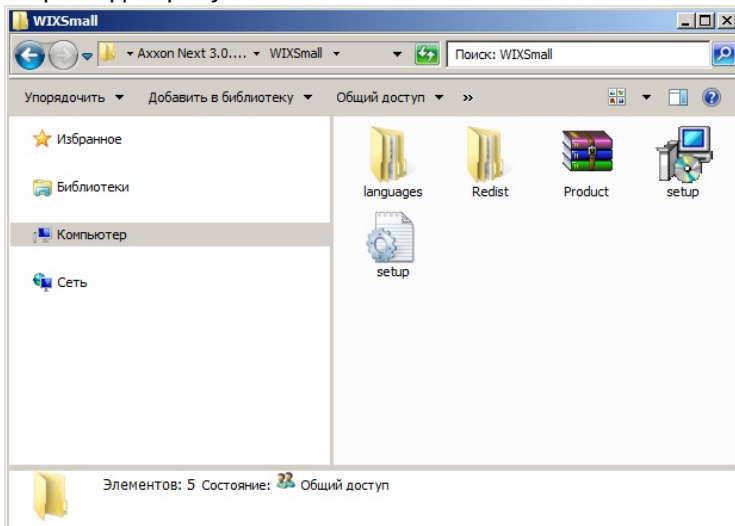 WIXSmall
Axxon Next 3.0.... WIXSmall Поиск: WIXSmall
Упорядочить Добавить в библиотеку Общий доступ »
Избранное
Библиотеки
Компьютер
Сеть
languages Redist Product setup
setup
Элементов: 5 Состояние: Общий доступ